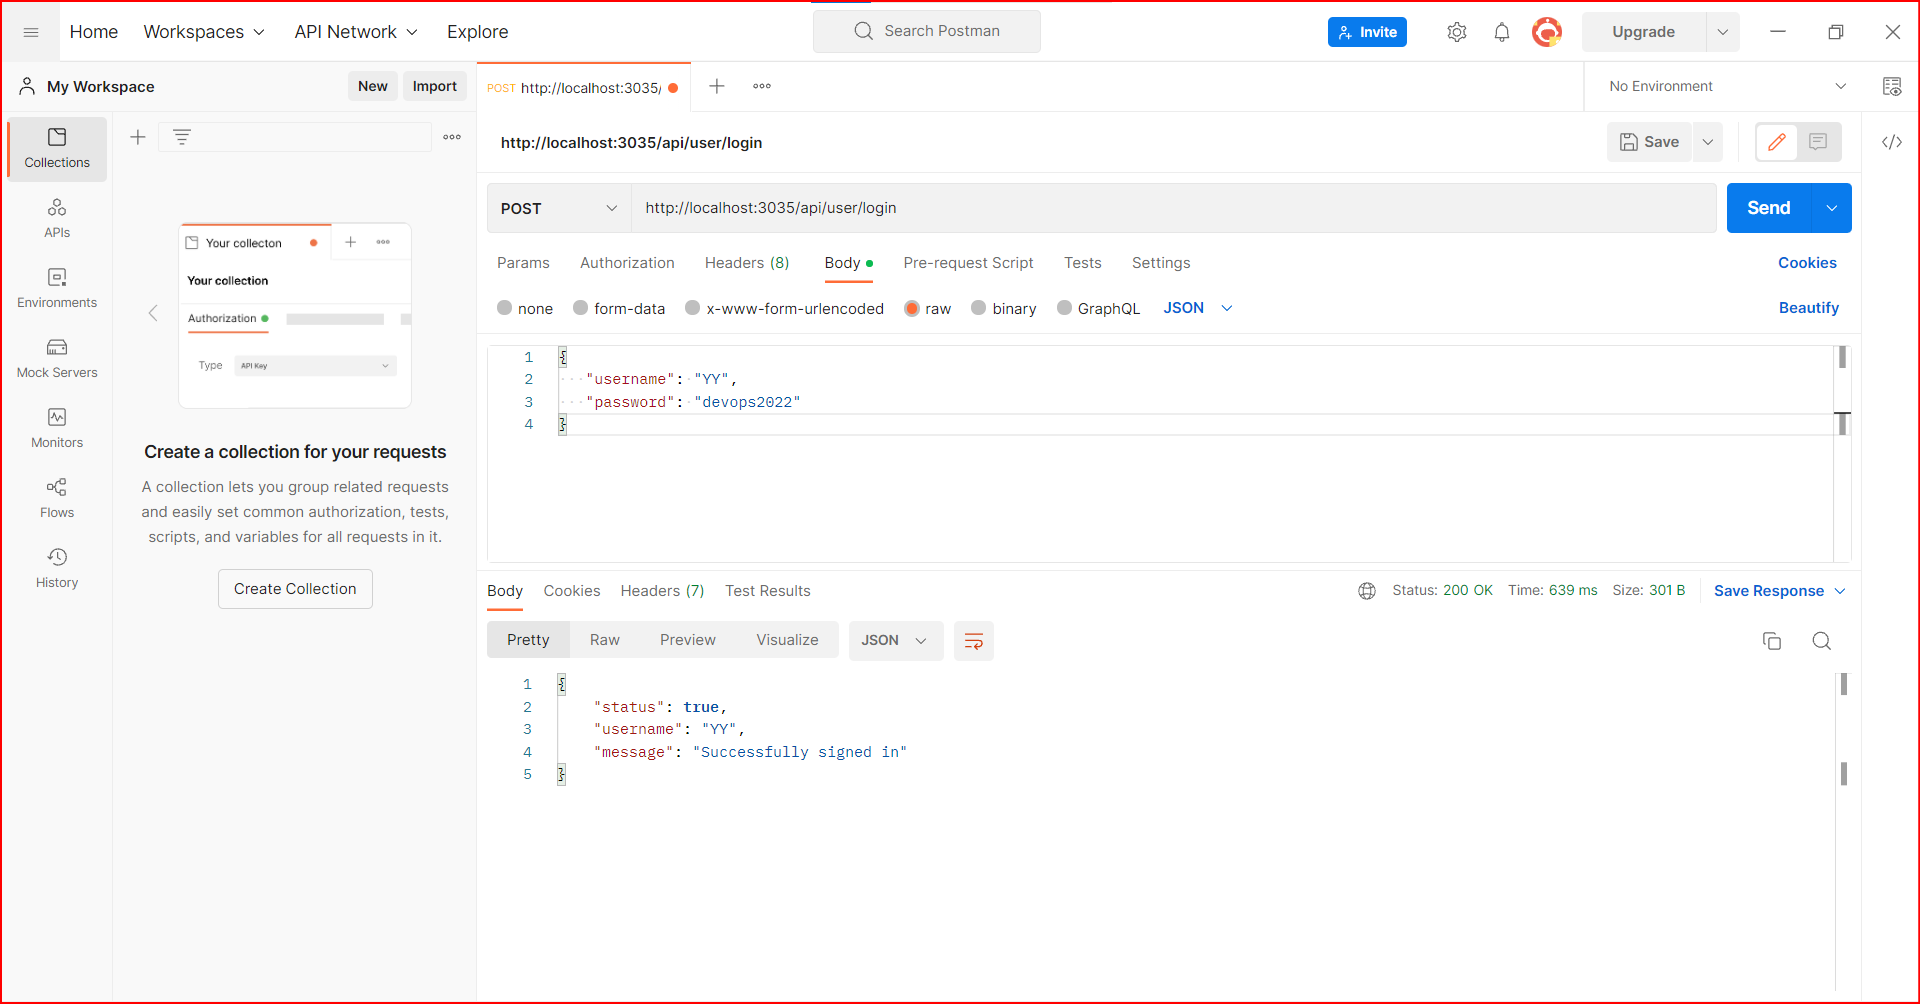 Home Workspaces API Network Explore Search Postman Invite Upgrade
My Workspace New Import POST http://localhost:3035/ No Environment
Collections
APIs
Environments
Mock Servers
Monitors
Flows
History
Your collecton
Your collection
Authorization
Type API Key
Create a collection for your requests
A collection lets you group related requests
and easily set common authorization, tests,
scripts, and variables for all requests in it.
Create Collection
http://localhost:3035/api/user/login Save </>
POST http://localhost:3035/api/user/login Send
Params Authorization Headers (8) Body Pre-request Script Tests Settings Cookies
none form-data x-www-form-urlencoded raw binary GraphQL JSON Beautify
1 {
2 "username": "YY",
3 "password": "devops2022"
4 }
Body Cookies Headers (7) Test Results Status: 200 OK Time: 639 ms Size: 301 B Save Response
Pretty Raw Preview Visualize JSON
1 {
2 "status": true,
3 "username": "YY",
4 "message": "Successfully signed in"
5 }